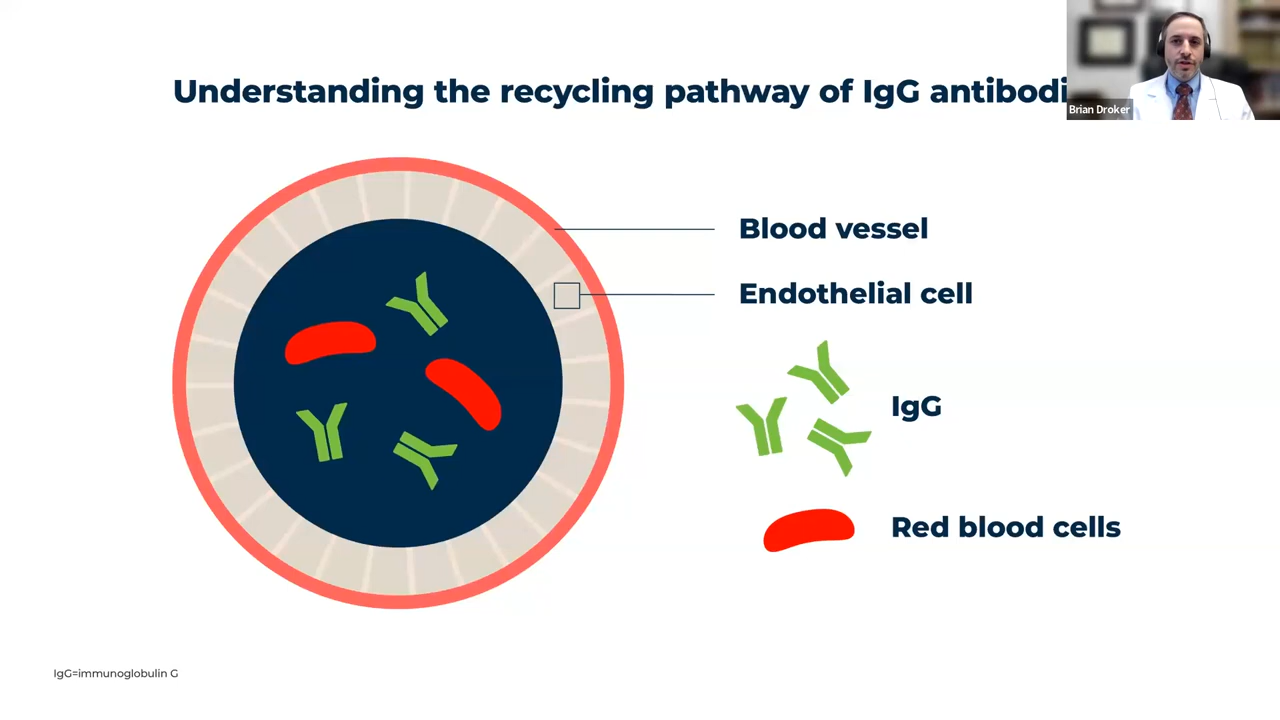 Understanding the recycling pathway of IgG antibodi
Brian Droker
Blood vessel
Endothelial cell
IgG
Red blood cells
IgG=immunoglobulin G